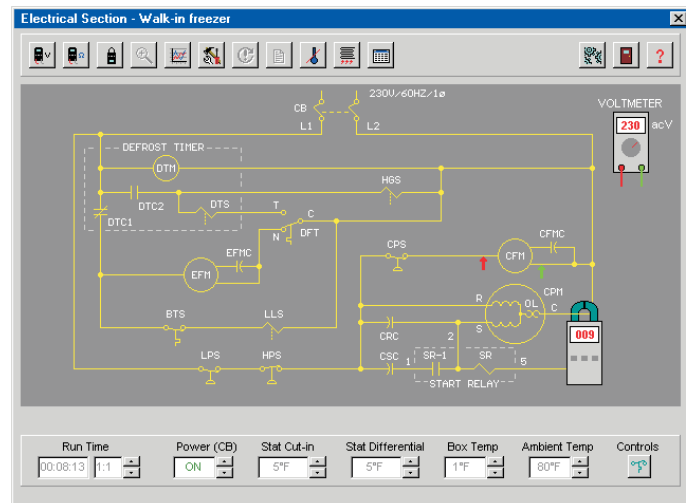 Electrical Section - Walk-in freezer
V Ω ?
230V/60HZ/1ø
CB
L1 L2
VOLTMETER
230 acV
DEFROST TIMER
DTM
HGS
DTC2 DTS T
DTC1
C
N DFT
EFMC
EFM
CPS
CFM
CFMC
CPM
R
OL
C
S
BTS LLS
CRC
2
009
LPS HPS
CSC 1 SR-1 SR 5
START RELAY
Run Time Power (CB) Stat Cut-in Stat Differential Box Temp Ambient Temp Controls
00:08:13 1:1 ON 5°F 5°F 1°F 80°F